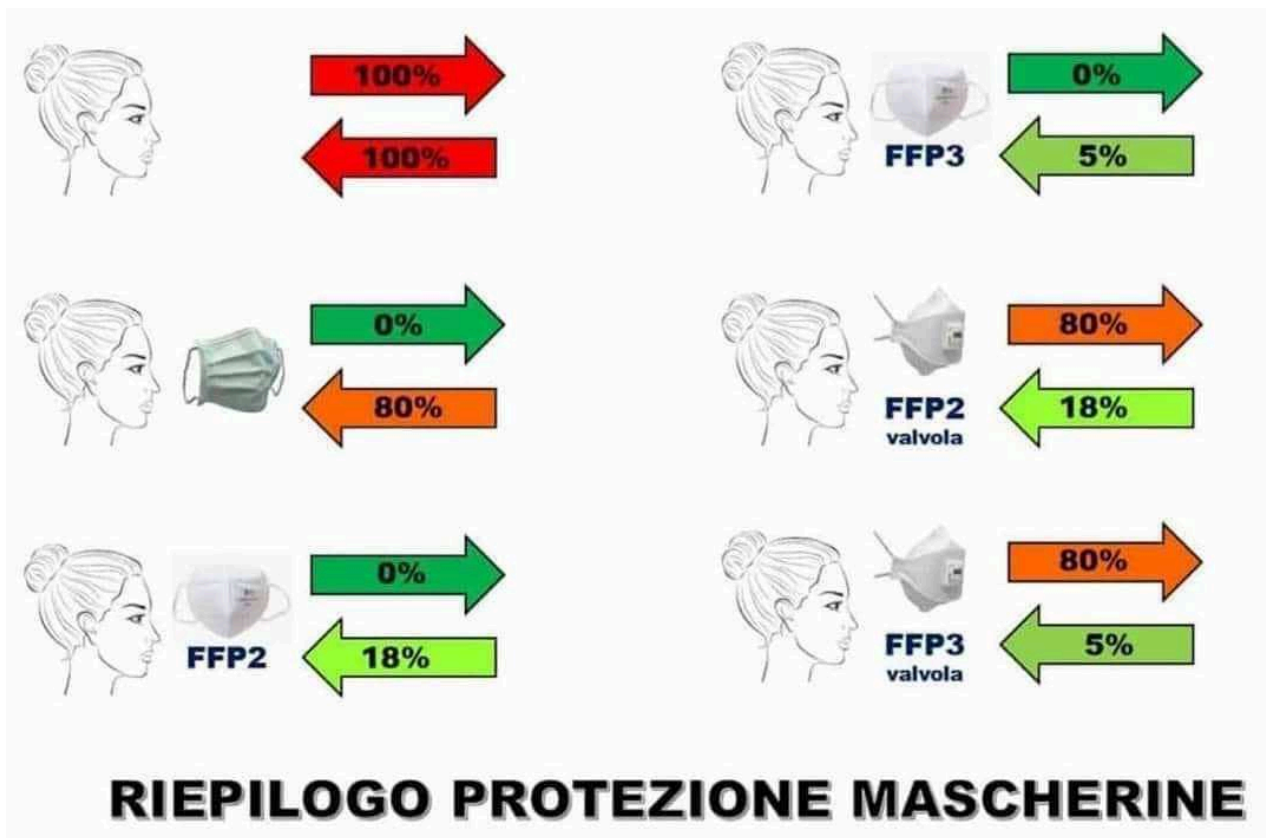 100%
100%
0%
80%
0%
FFP2
18%
0%
FFP3
5%
80%
FFP2
18%
valvola
80%
FFP3
5%
valvola
RIEPILOGO PROTEZIONE MASCHERINE